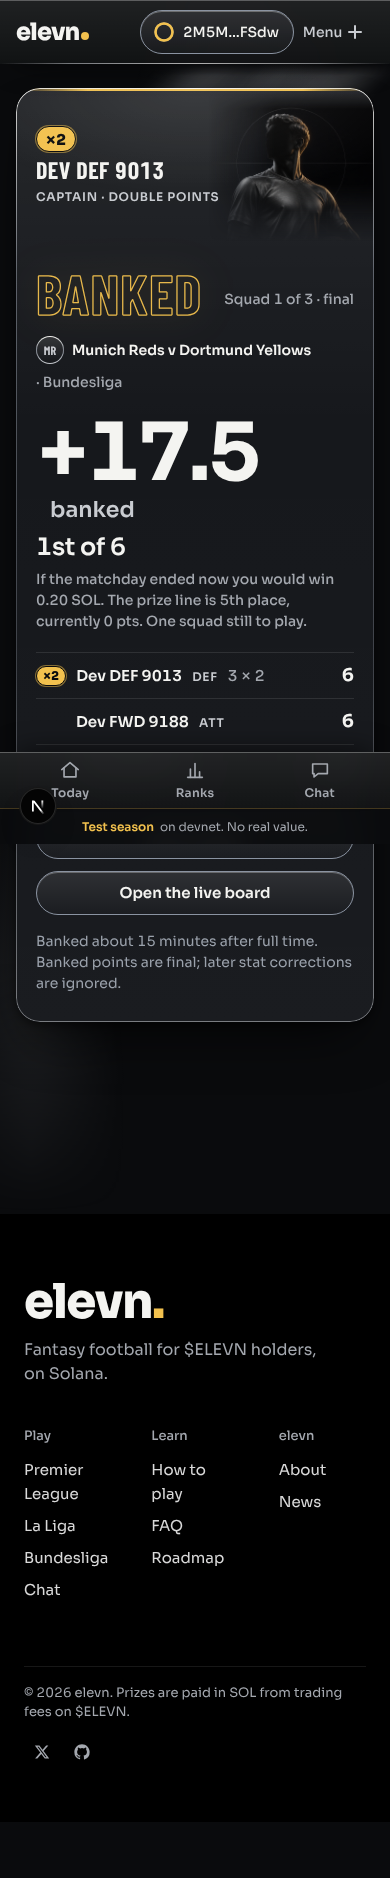 elevn.
2M5M...FSdw
Menu
×2
DEV DEF 9013
CAPTAIN · DOUBLE POINTS
BANKED
Squad 1 of 3 · final
MR
Munich Reds v Dortmund Yellows
· Bundesliga
+17.5
banked
1st of 6
If the matchday ended now you would win
0.20 SOL. The prize line is 5th place,
currently 0 pts. One squad still to play.
×2 Dev DEF 9013 DEF 3 × 2 6
Dev FWD 9188 ATT 6
Today
Ranks
Chat
N
Test season on devnet. No real value.
Open the live board
Banked about 15 minutes after full time.
Banked points are final; later stat corrections
are ignored.
elevn.
Fantasy football for $ELEVN holders,
on Solana.
Play
Premier
League
La Liga
Bundesliga
Chat
Learn
How to
play
FAQ
Roadmap
elevn
About
News
© 2026 elevn. Prizes are paid in SOL from trading
fees on $ELEVN.